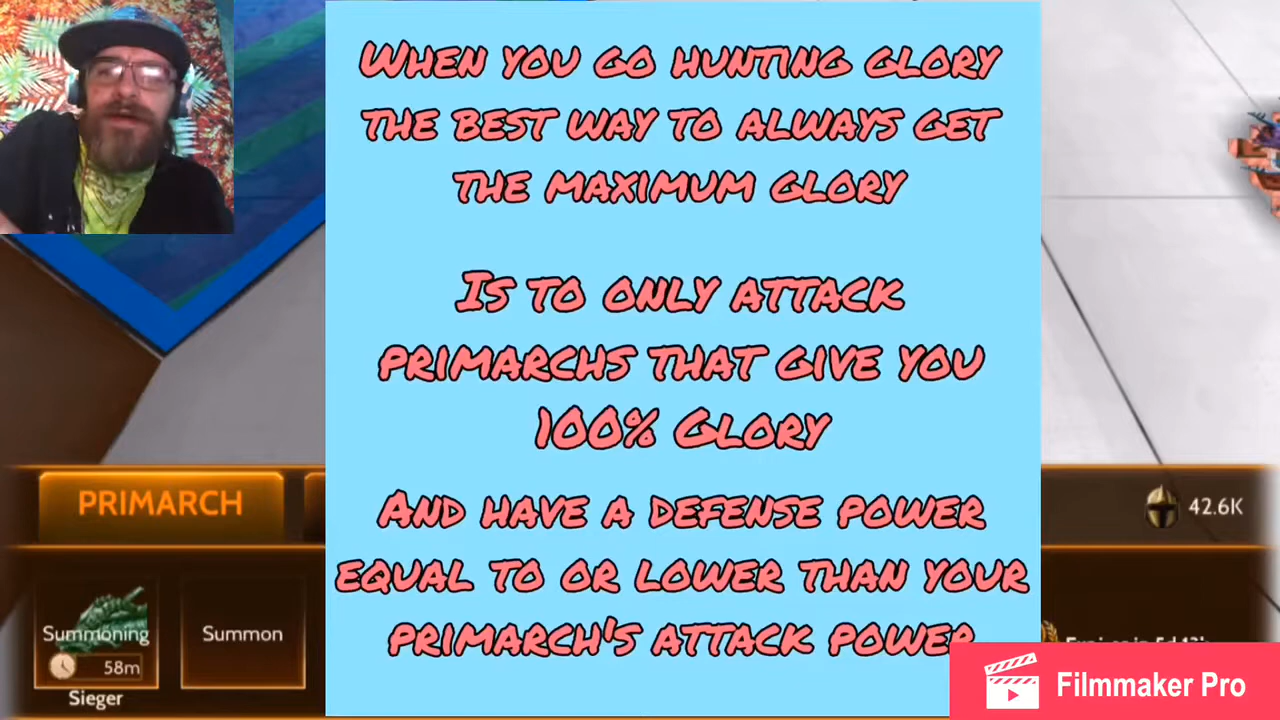 When you go hunting glory
the best way to always get
the maximum glory
Is to only attack
primarchs that give you
100% Glory
And have a defense power
equal to or lower than your
primarch's attack power
PRIMARCH
42.6K
Summoning
58m
Sieger
Summon
Filmmaker Pro